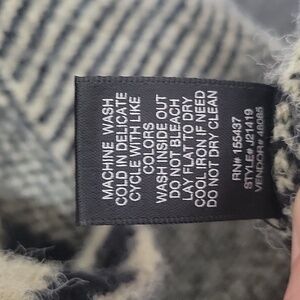 MACHINE WASH
COLD IN DELICATE
CYCLE WITH LIKE
COLORS
WASH INSIDE OUT
DO NOT BLEACH
LAY FLAT TO DRY
COOL IRON IF NEED
DO NOT DRY CLEAN
RN# 155437
STYLE# J21419
VENDOR# 48085